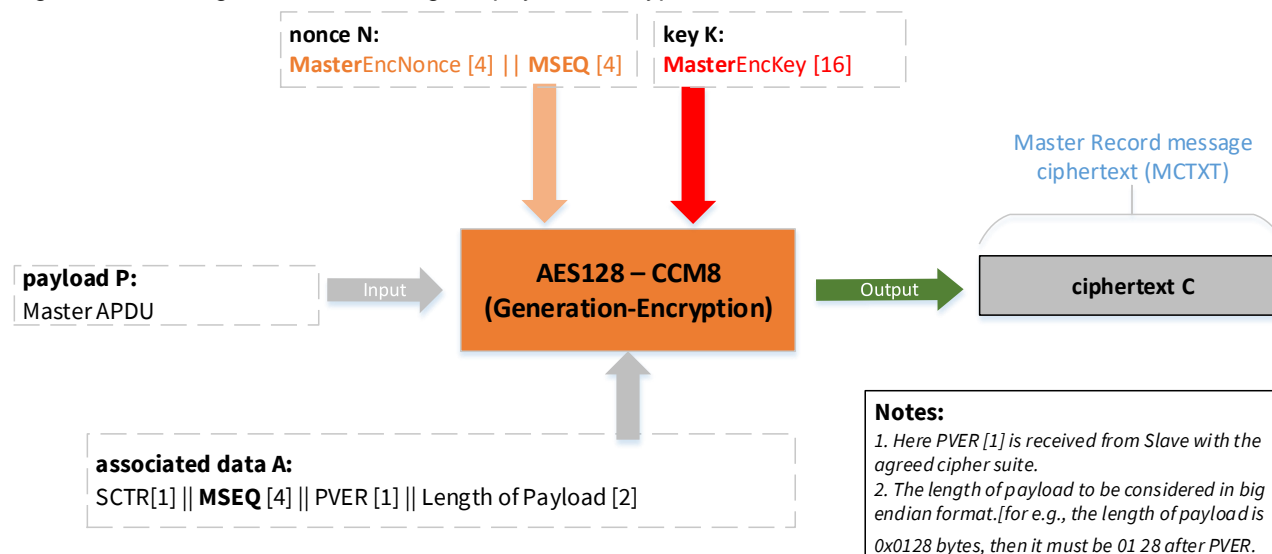 nonce N:
MasterEncNonce [4] || MSEQ [4]
key K:
MasterEncKey [16]
Master Record message
ciphertext (MCTXT)
payload P:
Master APDU
Input
AES128 – CCM8
(Generation-Encryption)
Output
ciphertext C
associated data A:
SCTR[1] || MSEQ [4] || PVER [1] || Length of Payload [2]
Notes:
1. Here PVER [1] is received from Slave with the
agreed cipher suite.
2. The length of payload to be considered in big
endian format.[for e.g., the length of payload is
0x0128 bytes, then it must be 01 28 after PVER.